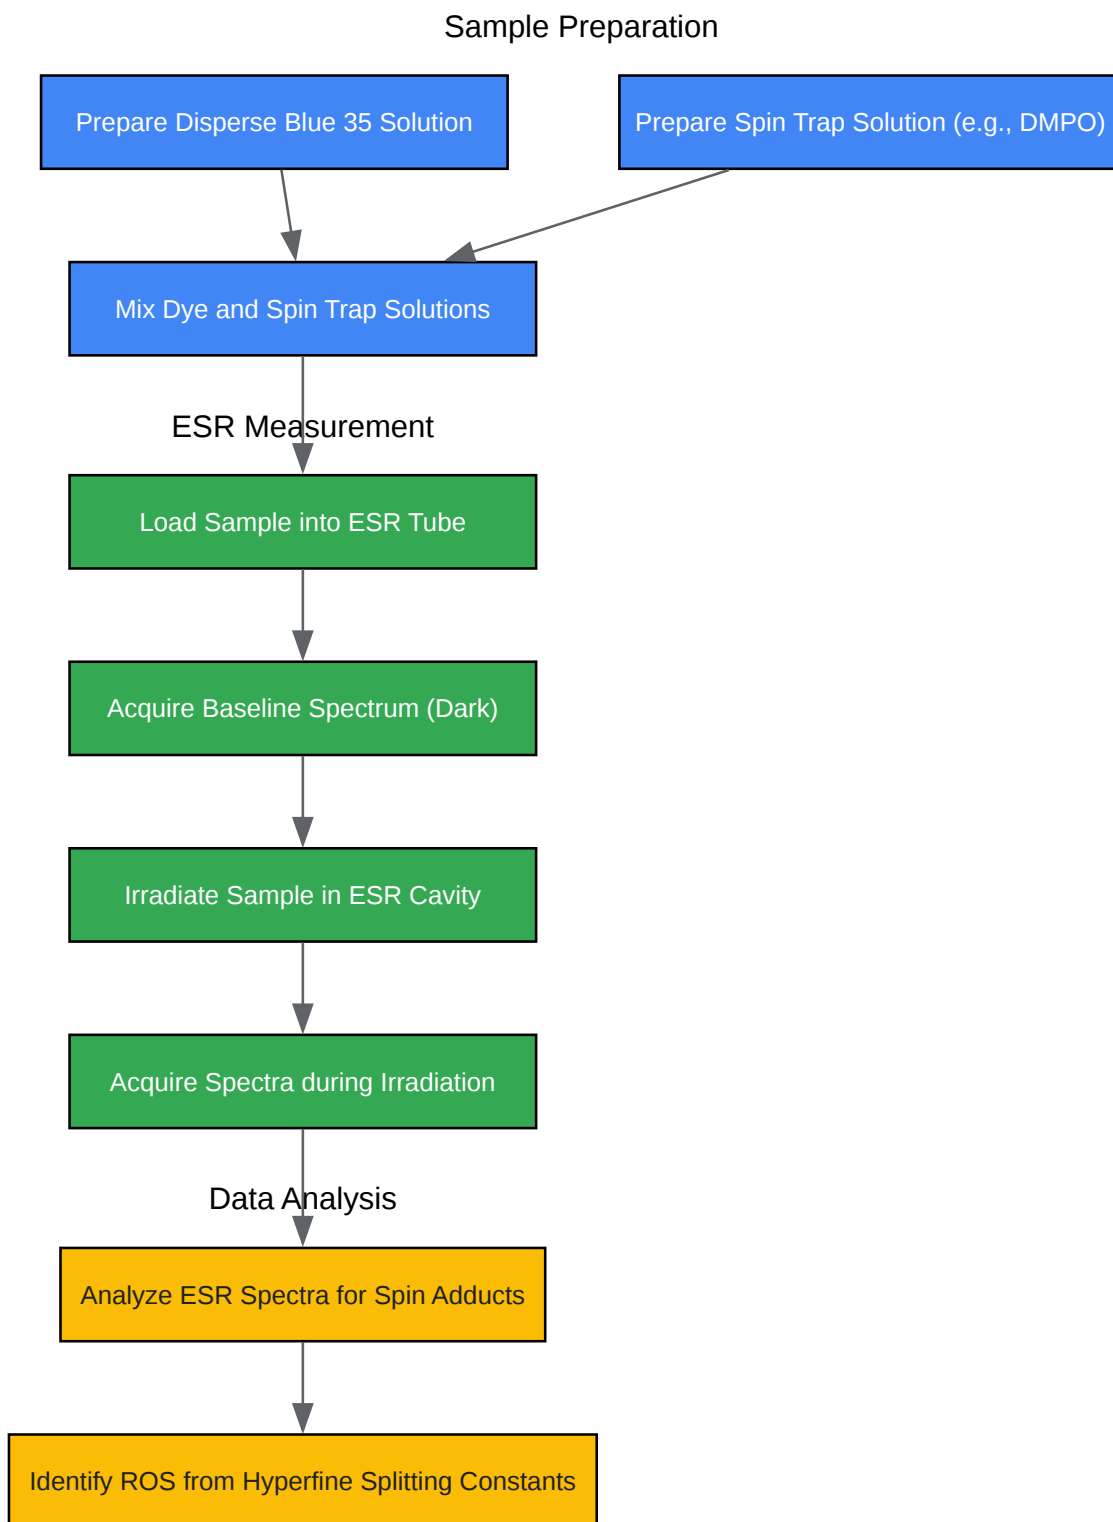 Sample Preparation
Prepare Disperse Blue 35 Solution
Prepare Spin Trap Solution (e.g., DMPO)
Mix Dye and Spin Trap Solutions
ESR Measurement
Load Sample into ESR Tube
Acquire Baseline Spectrum (Dark)
Irradiate Sample in ESR Cavity
Acquire Spectra during Irradiation
Data Analysis
Analyze ESR Spectra for Spin Adducts
Identify ROS from Hyperfine Splitting Constants